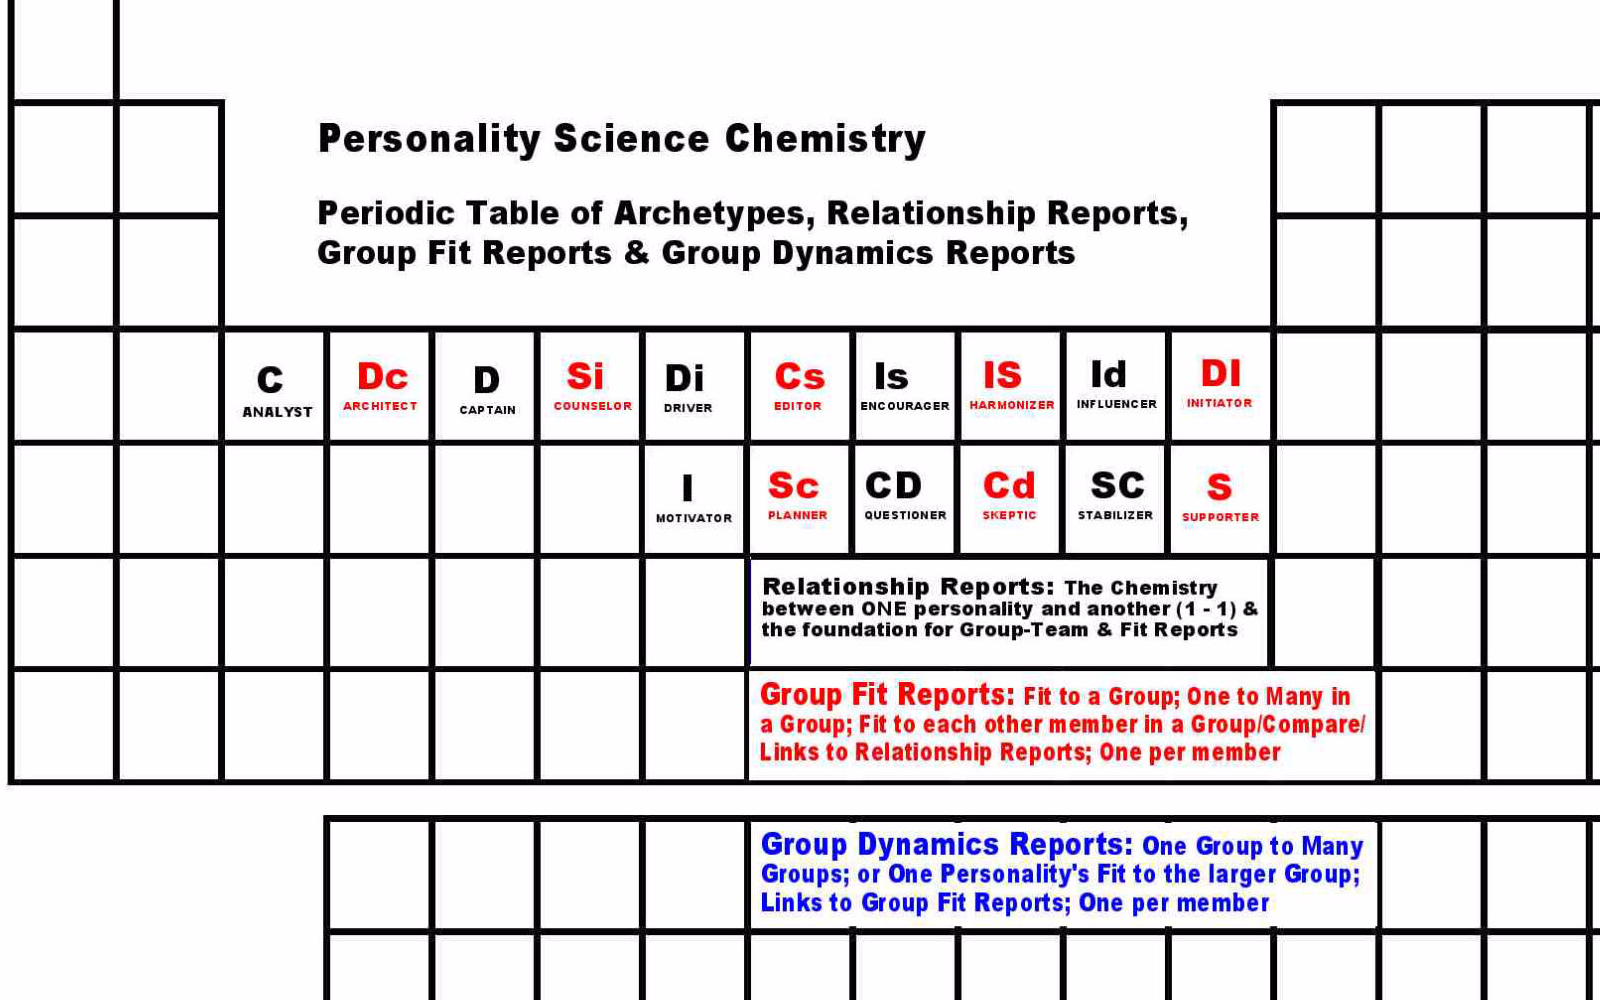 Personality Science Chemistry
Periodic Table of Archetypes, Relationship Reports,
Group Fit Reports & Group Dynamics Reports
C Dc D Si Di Cs Is IS Id DI
ANALYST ARCHITECT CAPTAIN COUNSELOR DRIVER EDITOR ENCOURAGER HARMONIZER INFLUENCER INITIATOR
I Sc CD Cd SC S
MOTIVATOR PLANNER QUESTIONER SKEPTIC STABILIZER SUPPORTER
Relationship Reports: The Chemistry
between ONE personality and another (1 - 1) &
the foundation for Group-Team & Fit Reports
Group Fit Reports: Fit to a Group; One to Many in
a Group; Fit to each other member in a Group/Compare/
Links to Relationship Reports; One per member
Group Dynamics Reports: One Group to Many
Groups; or One Personality's Fit to the larger Group;
Links to Group Fit Reports; One per member